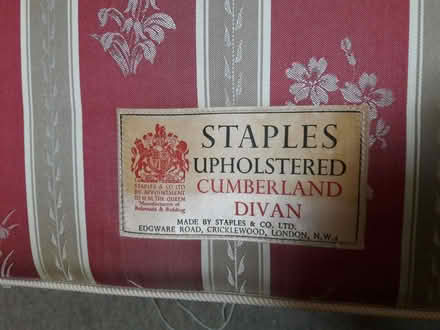 STAPLES
UPHOLSTERED
CUMBERLAND
DIVAN
STAPLES & CO LTD
BY APPOINTMENT
TO H.M. THE QUEEN
Manufacturers of
Bedsteads & Bedding
MADE BY STAPLES & CO. LTD.
EDGWARE ROAD, CRICKLEWOOD, LONDON, N.W.2